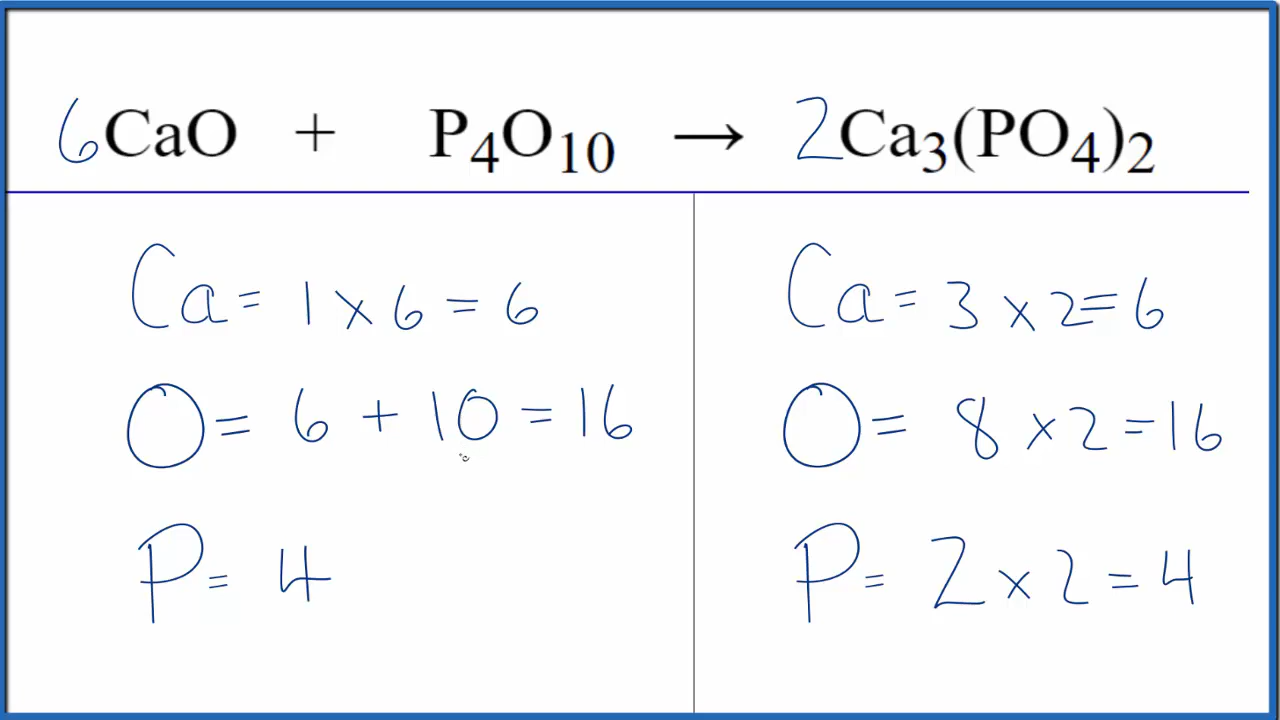 6CaO + P₄O₁₀ → 2Ca₃(PO₄)₂
Ca = 1 x 6 = 6
O = 6 + 10 = 16
P = 4
Ca = 3 x 2 = 6
O = 8 x 2 = 16
P = 2 x 2 = 4